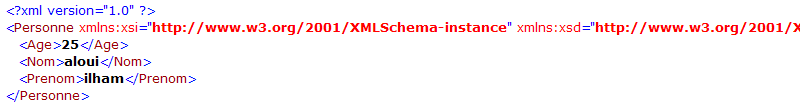 <?xml version="1.0" ?>
<Personne xmlns:xsi="http://www.w3.org/2001/XMLSchema-instance" xmlns:xsd="http://www.w3.org/2001/X
<Age>25</Age>
<Nom>aloui</Nom>
<Prenom>ilham</Prenom>
</Personne>